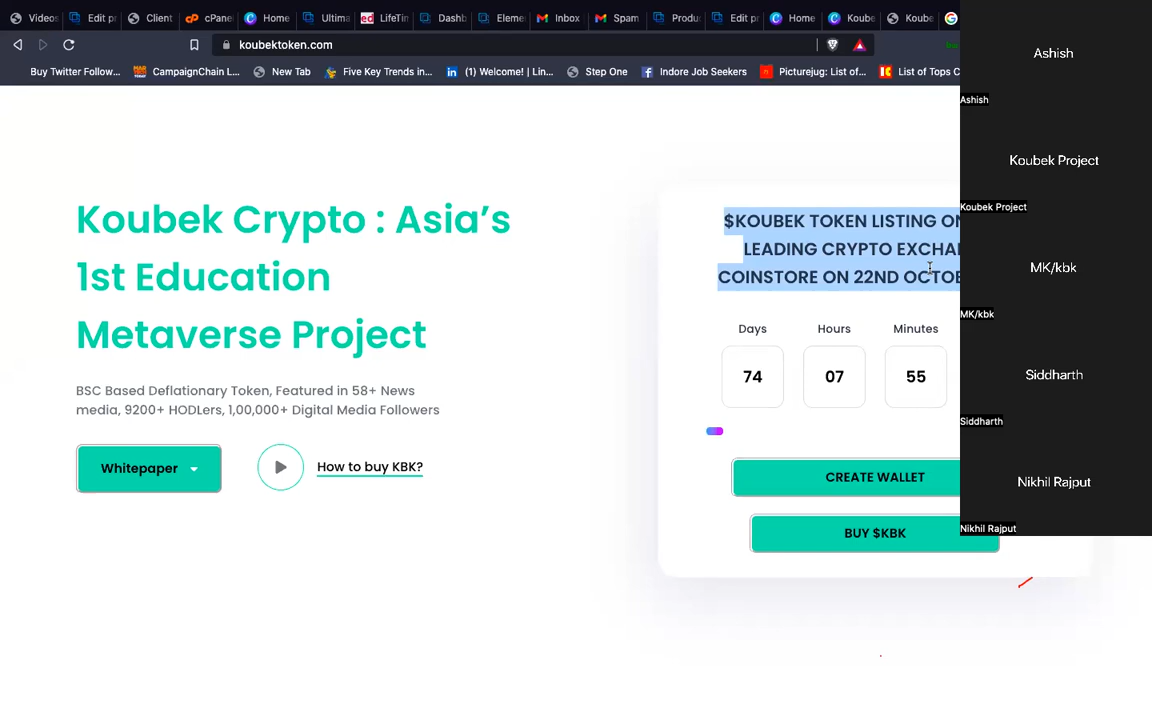 Videos
Edit pr
Client
cPane
Home
Ultima
LifeTin
Dashb
Eleme
Inbox
Spam
Produ
Edit p
Home
Koube
Koube
koubektoken.com
Buy Twitter Follow...
CampaignChain L...
New Tab
Five Key Trends in...
(1) Welcome! | Lin...
Step One
Indore Job Seekers
Picturejug: List of...
List of Tops C
Koubek Crypto : Asia's
1st Education
Metaverse Project
BSC Based Deflationary Token, Featured in 58+ News
media, 9200+ HODLers, 1,00,000+ Digital Media Followers
Whitepaper
How to buy KBK?
$KOUBEK TOKEN LISTING ON
LEADING CRYPTO EXCHA
COINSTORE ON 22ND OCTOB
Days
Hours
Minutes
74
07
55
CREATE WALLET
BUY $KBK
Ashish
Ashish
Koubek Project
Koubek Project
MK/kbk
MK/kbk
Siddharth
Siddharth
Nikhil Rajput
Nikhil Rajput